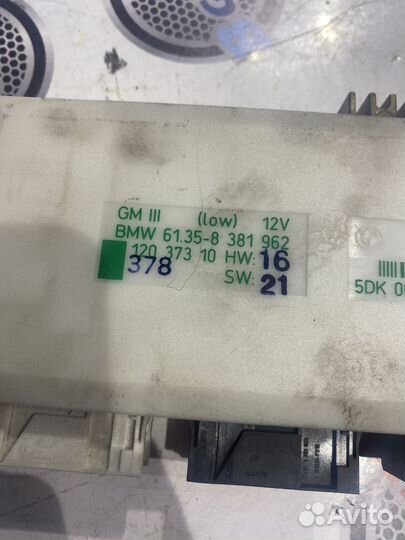 GM III (low) 12V
BMW 61.35-8 381 962
120 373 10 HW: 16
378 SW: 21
5DK 00
Avito